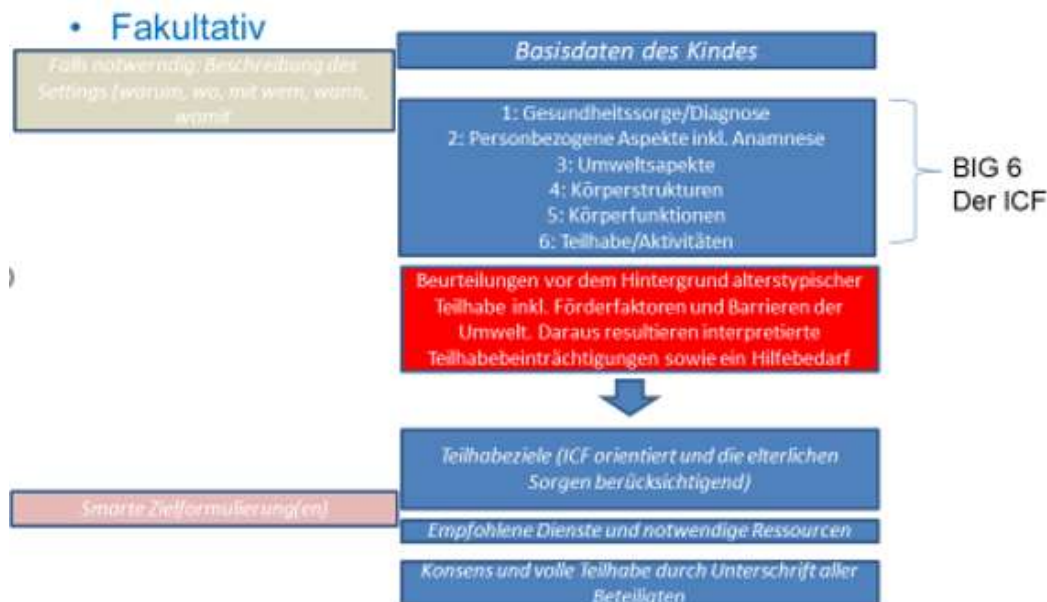 • Fakultativ
Falls notwerndig: Beschreibung des
Settings (warum, wo, mit wem, wann,
womit
Basisdaten des Kindes
1: Gesundheitssorge/Diagnose
2: Personbezogene Aspekte inkl. Anamnese
3: Umweltsapekte
4: Körperstrukturen
5: Körperfunktionen
6: Teilhabe/Aktivitäten
BIG 6
Der ICF
Beurteilungen vor dem Hintergrund alterstypischer
Teilhabe inkl. Förderfaktoren und Barrieren der
Umwelt. Daraus resultieren interpretierte
Teilhabebeinträchtigungen sowie ein Hilfebedarf
Teilhabeziele (ICF orientiert und die elterlichen
Sorgen berücksichtigend)
Smarte Zielformulierung(en)
Empfohlene Dienste und notwendige Ressourcen
Konsens und volle Teilhabe durch Unterschrift aller
Beteiligten